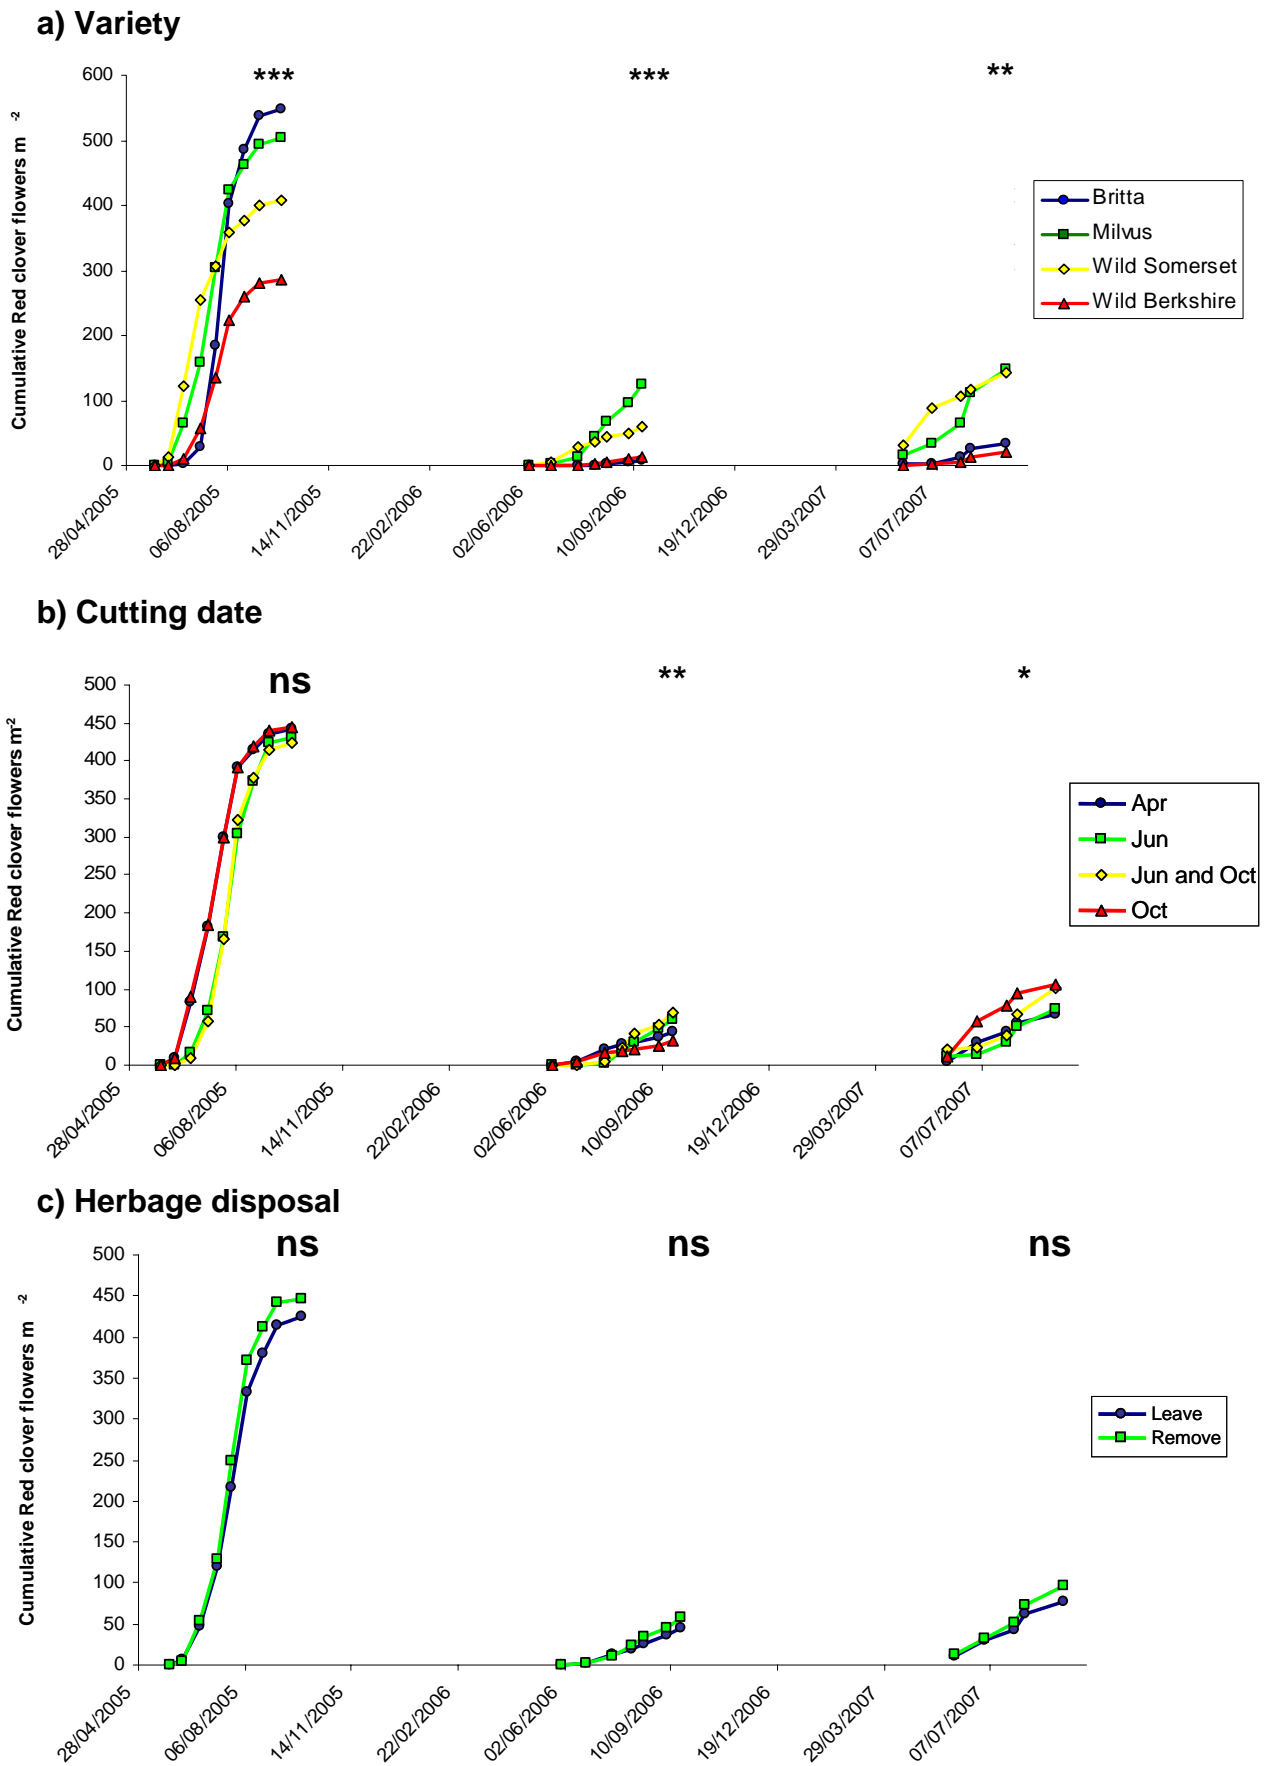 a) Variety
*** *** **
600
500
400
300
200
100
0
Cumulative Red clover flowers m -2
28/04/2005 06/08/2005 14/11/2005 22/02/2006 02/06/2006 10/09/2006 19/12/2006 29/03/2007 07/07/2007
Britta
Milvus
Wild Somerset
Wild Berkshire
b) Cutting date
ns ** *
500
450
400
350
300
250
200
150
100
50
0
Cumulative Red clover flowers m-2
28/04/2005 06/08/2005 14/11/2005 22/02/2006 02/06/2006 10/09/2006 19/12/2006 29/03/2007 07/07/2007
Apr
Jun
Jun and Oct
Oct
c) Herbage disposal
ns ns ns
500
450
400
350
300
250
200
150
100
50
0
Cumulative Red clover flowers m -2
28/04/2005 06/08/2005 14/11/2005 22/02/2006 02/06/2006 10/09/2006 19/12/2006 29/03/2007 07/07/2007
Leave
Remove